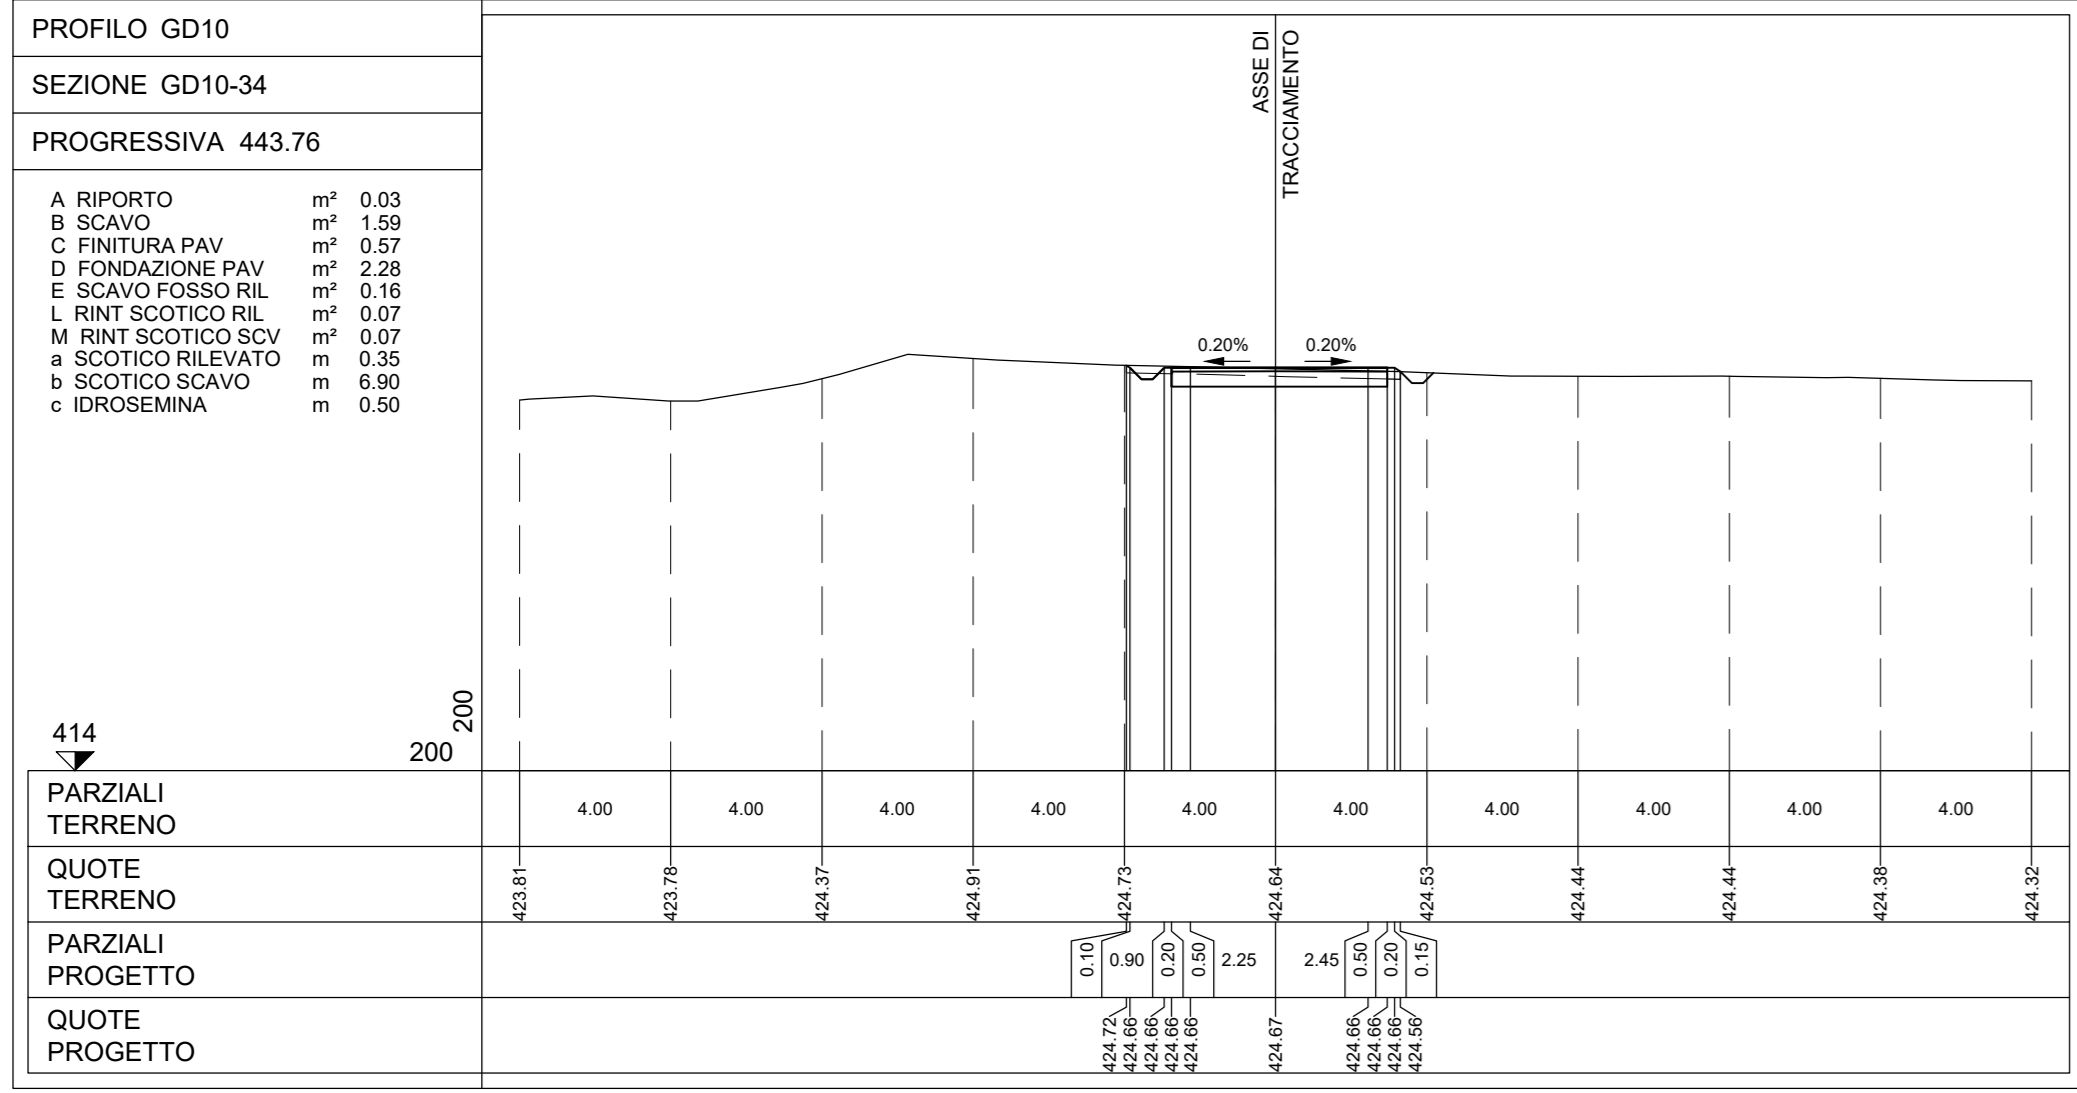 PROFILO GD10
SEZIONE GD10-34
PROGRESSIVA 443.76
A RIPORTO m² 0.03
B SCAVO m² 1.59
C FINITURA PAV m² 0.57
D FONDAZIONE PAV m² 2.28
E SCAVO FOSSO RIL m² 0.16
L RINT SCOTICO RIL m² 0.07
M RINT SCOTICO SCV m² 0.07
a SCOTICO RILEVATO m 0.35
b SCOTICO SCAVO m 6.90
c IDROSEMINA m 0.50
ASSE DI
TRACCIAMENTO
0.20% 0.20%
414
200
200
PARZIALI
TERRENO
4.00 4.00 4.00 4.00 4.00 4.00 4.00 4.00 4.00 4.00
QUOTE
TERRENO
423.81 423.78 424.37 424.91 424.73 424.64 424.53 424.44 424.44 424.38 424.32
PARZIALI
PROGETTO
0.10 0.90 0.20 0.50 2.25 2.45 0.50 0.20 0.15
QUOTE
PROGETTO
424.72 424.66 424.66 424.66 424.66 424.67 424.66 424.66 424.66 424.56